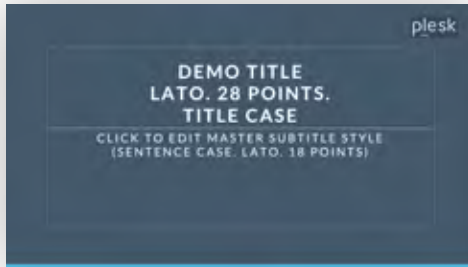 plesk
DEMO TITLE
LATO. 28 POINTS.
TITLE CASE
CLICK TO EDIT MASTER SUBTITLE STYLE
(SENTENCE CASE. LATO. 18 POINTS)